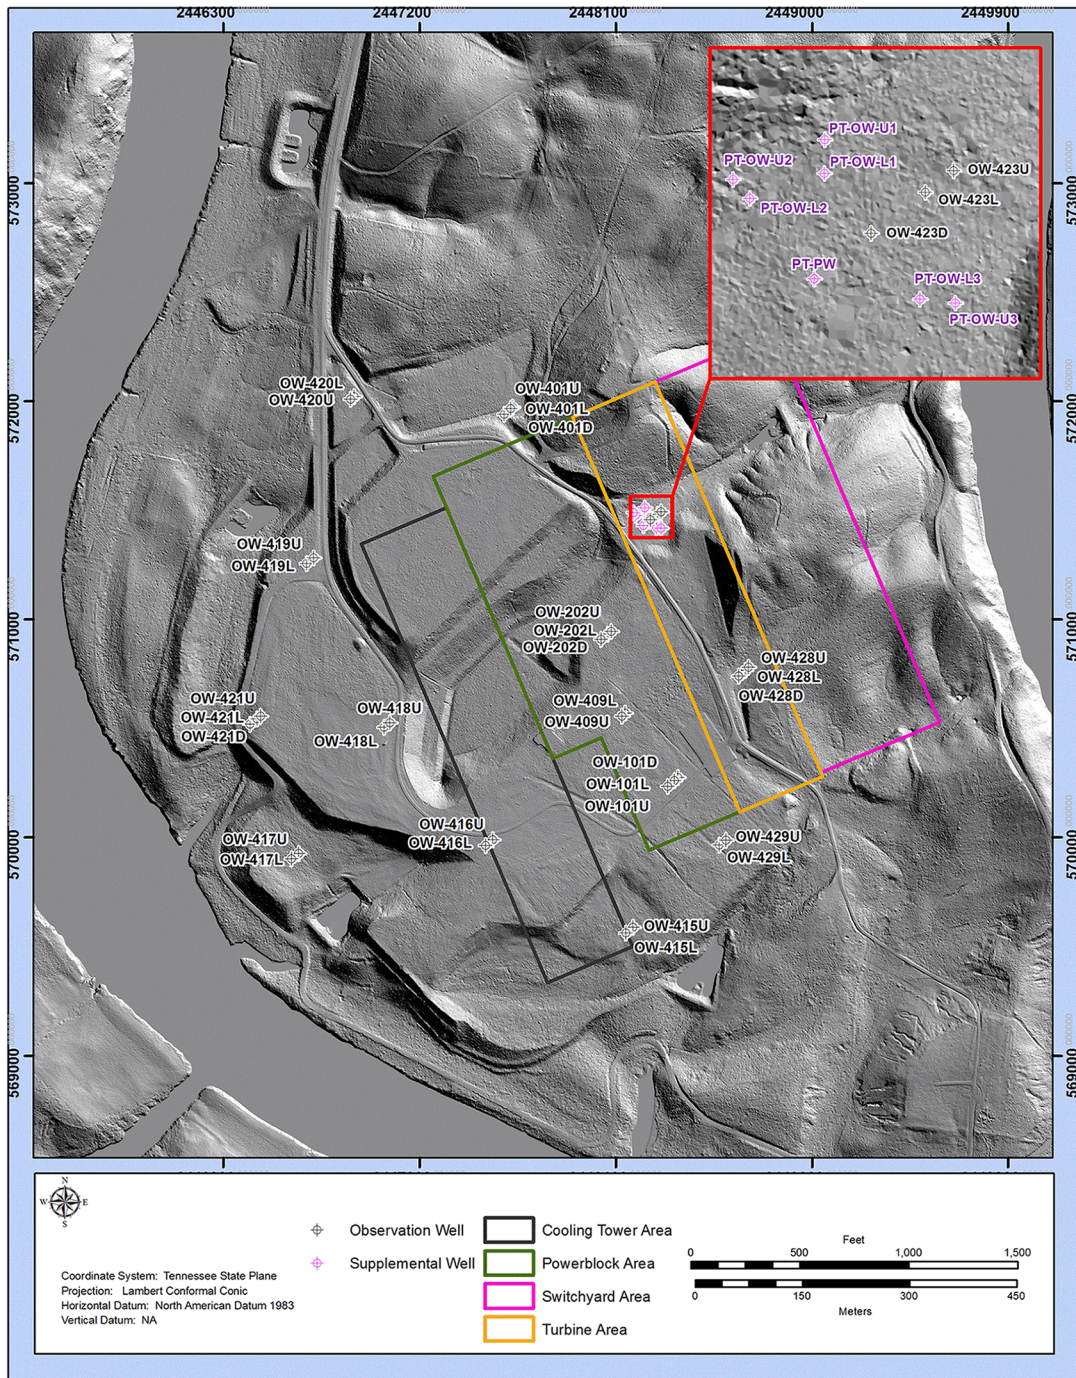 2446300
2447200
2448100
2449000
2449900
573000
573000
572000
572000
571000
571000
570000
570000
569000
569000
PT-OW-U1
PT-OW-U2
PT-OW-L1
OW-423U
OW-423L
PT-OW-L2
OW-423D
PT-PW
PT-OW-L3
PT-OW-U3
OW-420L
OW-420U
OW-401U
OW-401L
OW-401D
OW-419U
OW-419L
OW-202U
OW-202L
OW-202D
OW-428U
OW-428L
OW-428D
OW-421U
OW-421L
OW-421D
OW-418U
OW-418L
OW-409L
OW-409U
OW-101D
OW-101L
OW-101U
OW-416U
OW-416L
OW-417U
OW-417L
OW-429U
OW-429L
OW-415U
OW-415L
N
W
E
S
Coordinate System: Tennessee State Plane
Projection: Lambert Conformal Conic
Horizontal Datum: North American Datum 1983
Vertical Datum: NA
Observation Well
Supplemental Well
Cooling Tower Area
Powerblock Area
Switchyard Area
Turbine Area
Feet
0 500 1,000 1,500
0 150 300 450
Meters